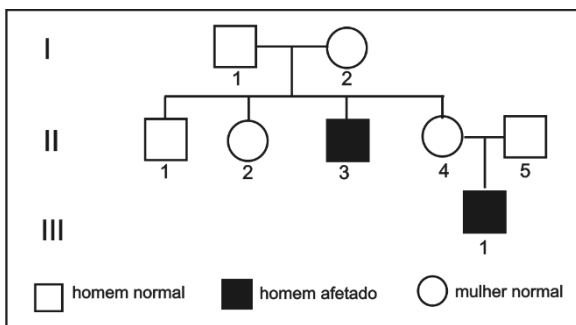 I
1 2
II
1 2 3 4 5
III
1
homem normal homem afetado mulher normal